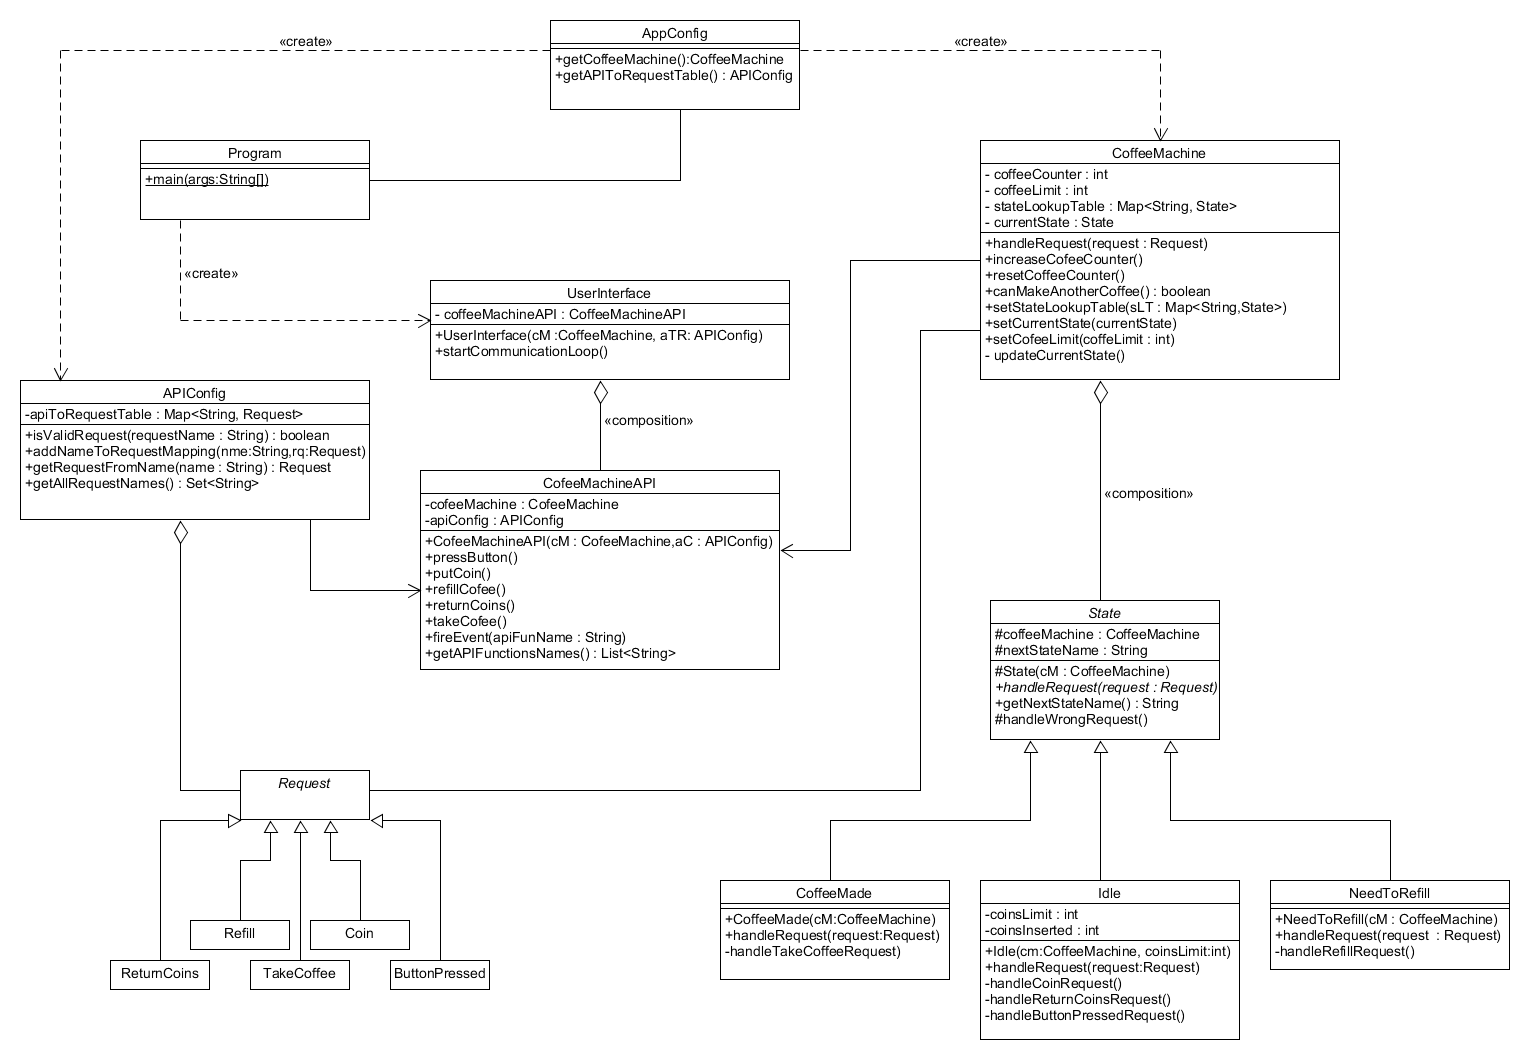 AppConfig
+getCoffeeMachine():CoffeeMachine
+getAPIToRequestTable() : APIConfig
«create»
«create»
Program
+main(args:String[])
«create»
CoffeeMachine
- coffeeCounter : int
- coffeeLimit : int
- stateLookupTable : Map<String, State>
- currentState : State
+handleRequest(request : Request)
+increaseCofeeCounter()
+resetCoffeeCounter()
+canMakeAnotherCoffee() : boolean
+setStateLookupTable(sLT : Map<String,State>)
+setCurrentState(currentState)
+setCofeeLimit(coffeLimit : int)
- updateCurrentState()
UserInterface
- coffeeMachineAPI : CoffeeMachineAPI
+UserInterface(cM :CoffeeMachine, aTR: APIConfig)
+startCommunicationLoop()
«composition»
APIConfig
-apiToRequestTable : Map<String, Request>
+isValidRequest(requestName : String) : boolean
+addNameToRequestMapping(nme:String,rq:Request)
+getRequestFromName(name : String) : Request
+getAllRequestNames() : Set<String>
CofeeMachineAPI
-cofeeMachine : CofeeMachine
-apiConfig : APIConfig
+CofeeMachineAPI(cM : CofeeMachine,aC : APIConfig)
+pressButton()
+putCoin()
+refillCofee()
+returnCoins()
+takeCofee()
+fireEvent(apiFunName : String)
+getAPIFunctionsNames() : List<String>
«composition»
State
#coffeeMachine : CoffeeMachine
#nextStateName : String
#State(cM : CoffeeMachine)
+handleRequest(request : Request)
+getNextStateName() : String
#handleWrongRequest()
Request
Refill
Coin
ReturnCoins
TakeCoffee
ButtonPressed
CoffeeMade
+CoffeeMade(cM:CoffeeMachine)
+handleRequest(request:Request)
-handleTakeCoffeeRequest)
Idle
-coinsLimit : int
-coinsInserted : int
+Idle(cm:CoffeeMachine, coinsLimit:int)
+handleRequest(request:Request)
-handleCoinRequest()
-handleReturnCoinsRequest()
-handleButtonPressedRequest()
NeedToRefill
+NeedToRefill(cM : CoffeeMachine)
+handleRequest(request : Request)
-handleRefillRequest()